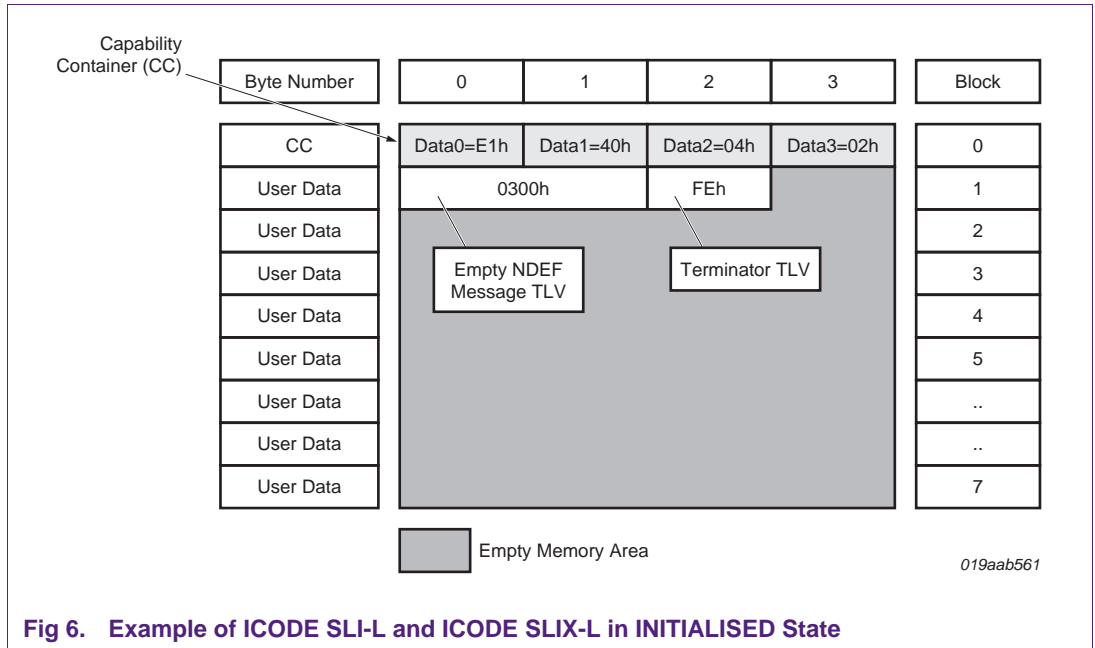 Capability
Container (CC)
Byte Number 0 1 2 3 Block
CC Data0=E1h Data1=40h Data2=04h Data3=02h 0
User Data 0300h FEh 1
User Data 2
User Data Empty NDEF Message TLV Terminator TLV 3
User Data 4
User Data 5
User Data ..
User Data ..
User Data 7
Empty Memory Area
019aab561
Fig 6. Example of ICODE SLI-L and ICODE SLIX-L in INITIALISED State